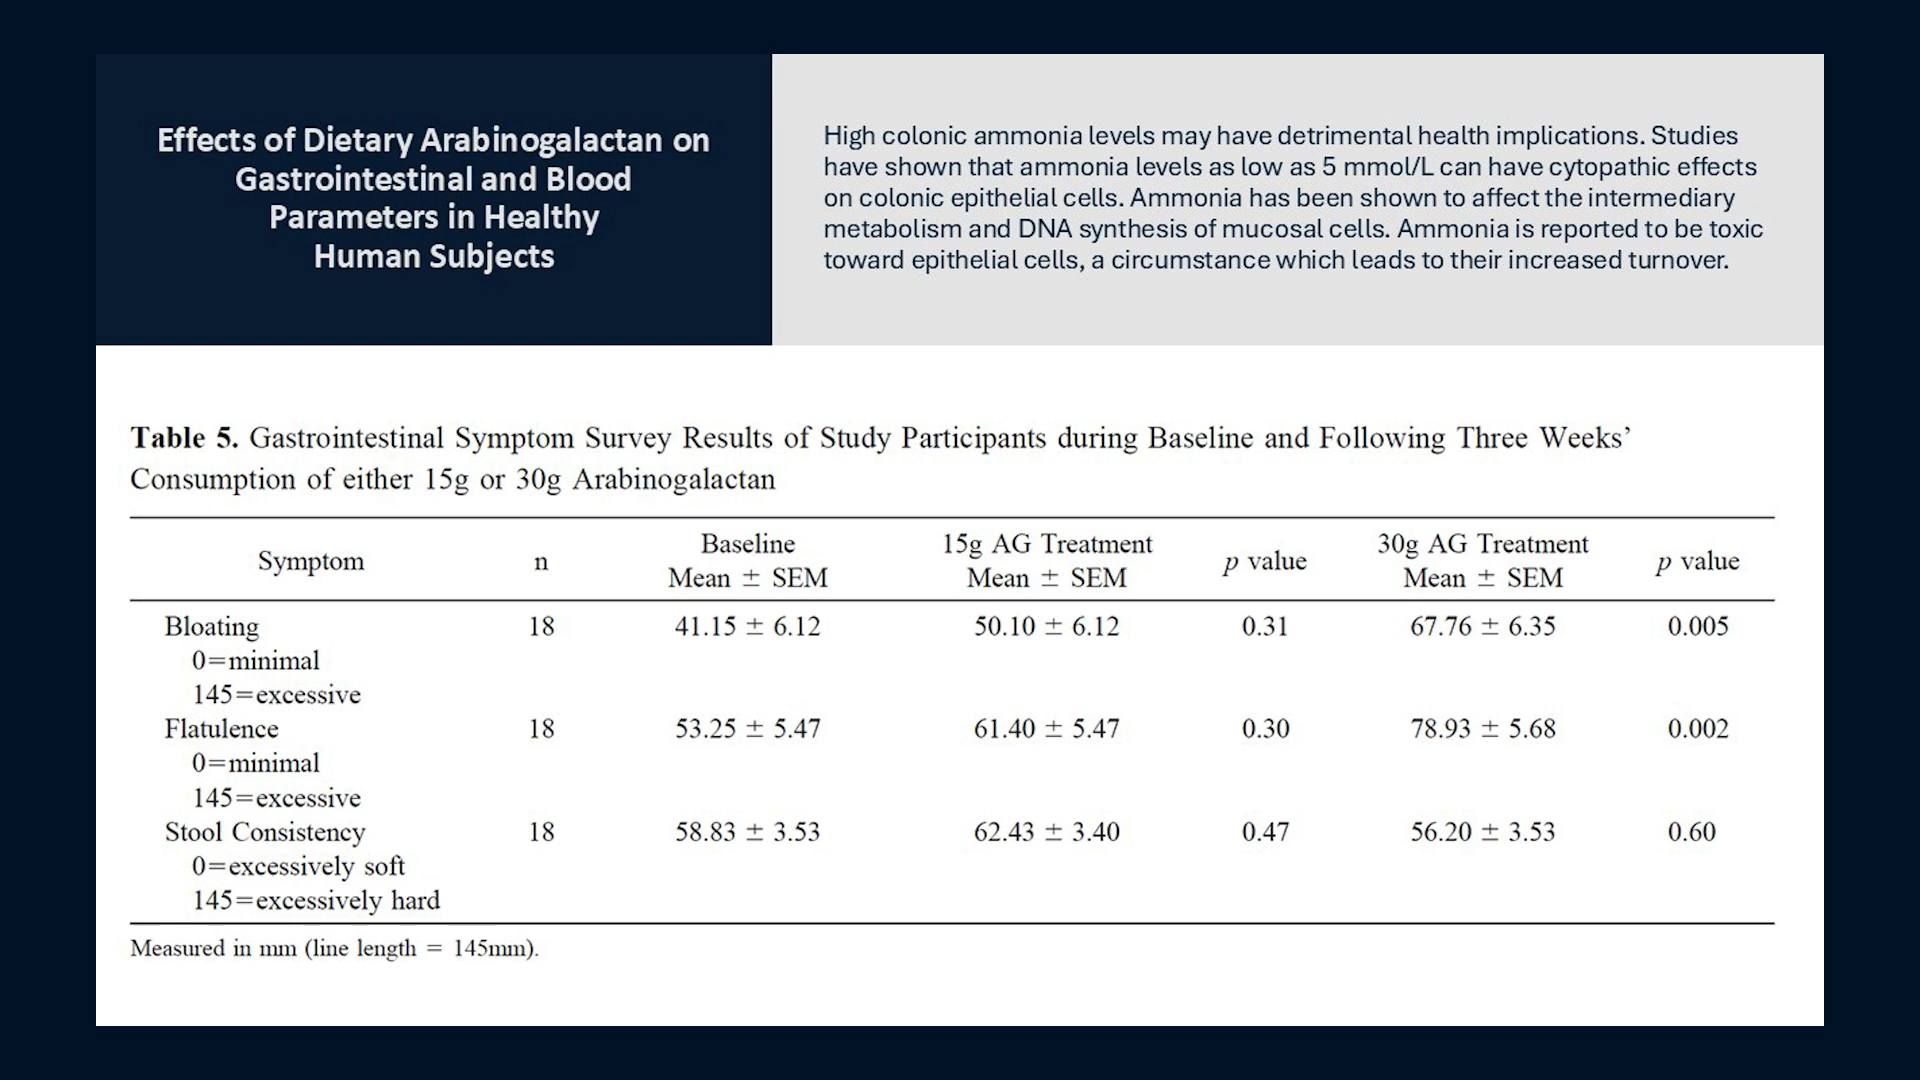 Effects of Dietary Arabinogalactan on
Gastrointestinal and Blood
Parameters in Healthy
Human Subjects
High colonic ammonia levels may have detrimental health implications. Studies
have shown that ammonia levels as low as 5 mmol/L can have cytopathic effects
on colonic epithelial cells. Ammonia has been shown to affect the intermediary
metabolism and DNA synthesis of mucosal cells. Ammonia is reported to be toxic
toward epithelial cells, a circumstance which leads to their increased turnover.
Table 5. Gastrointestinal Symptom Survey Results of Study Participants during Baseline and Following Three Weeks’
Consumption of either 15g or 30g Arabinogalactan
Symptom n Baseline Mean ± SEM 15g AG Treatment Mean ± SEM p value 30g AG Treatment Mean ± SEM p value
Bloating 18 41.15 ± 6.12 50.10 ± 6.12 0.31 67.76 ± 6.35 0.005
0=minimal
145=excessive
Flatulence 18 53.25 ± 5.47 61.40 ± 5.47 0.30 78.93 ± 5.68 0.002
0=minimal
145=excessive
Stool Consistency 18 58.83 ± 3.53 62.43 ± 3.40 0.47 56.20 ± 3.53 0.60
0=excessively soft
145=excessively hard
Measured in mm (line length = 145mm).